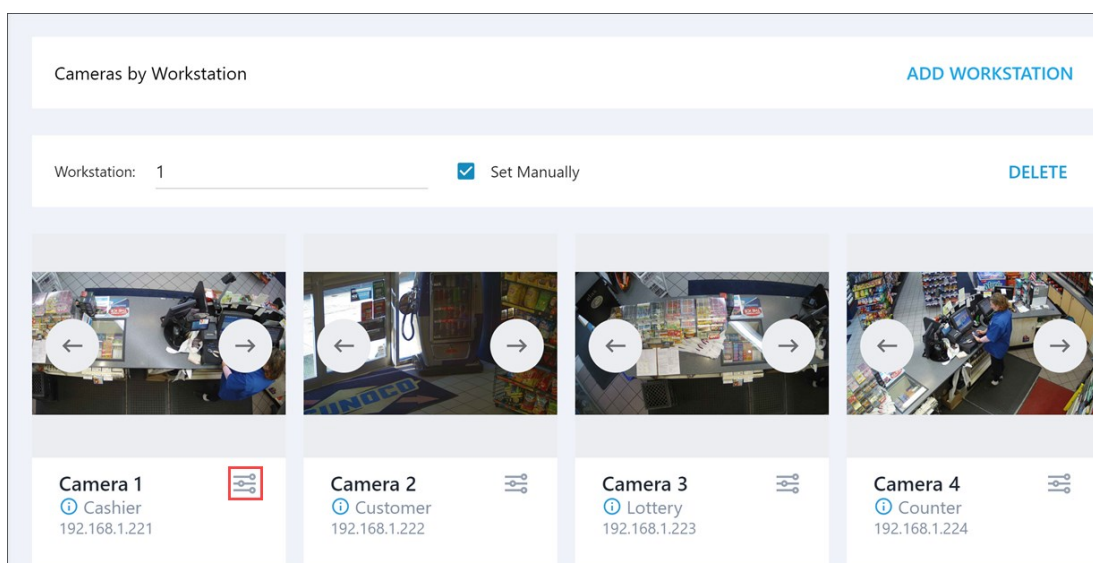 Cameras by Workstation
ADD WORKSTATION
Workstation: 1
Set Manually
DELETE
SUNOCO
Camera 1
Cashier
192.168.1.221
Camera 2
Customer
192.168.1.222
Camera 3
Lottery
192.168.1.223
Camera 4
Counter
192.168.1.224